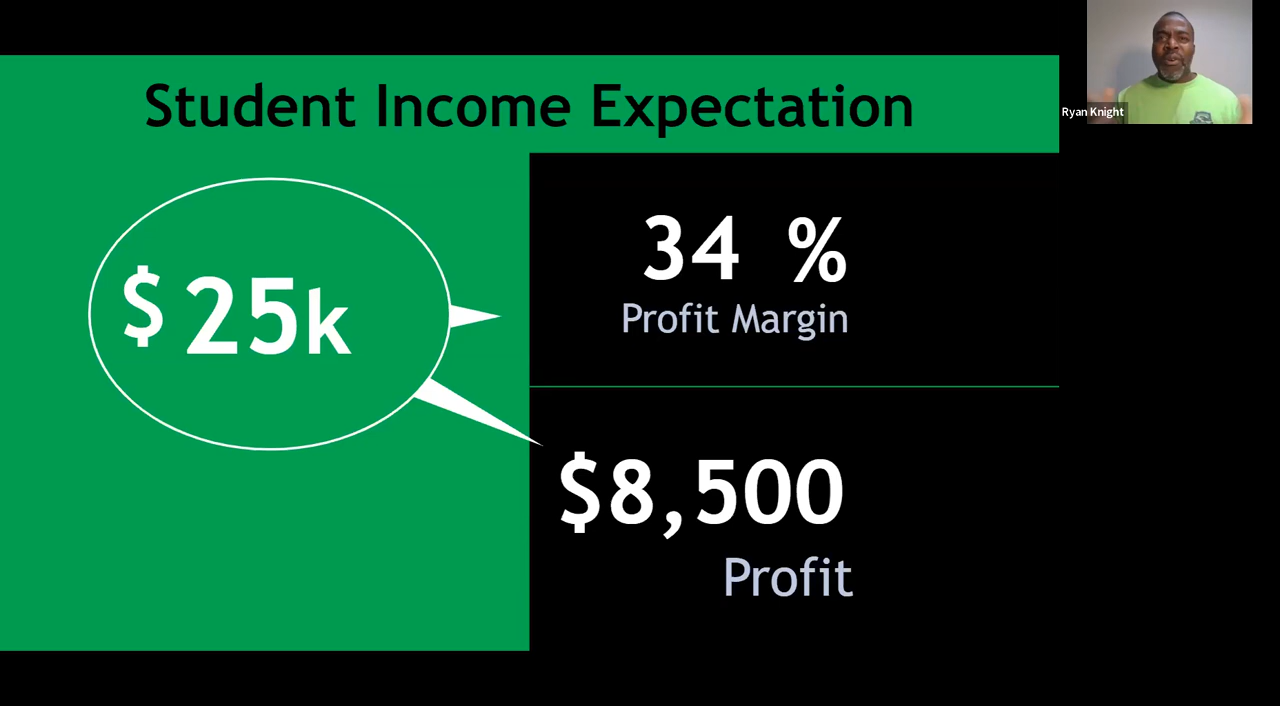 Student Income Expectation
Ryan Knight
$ 25k
34 %
Profit Margin
$8,500
Profit